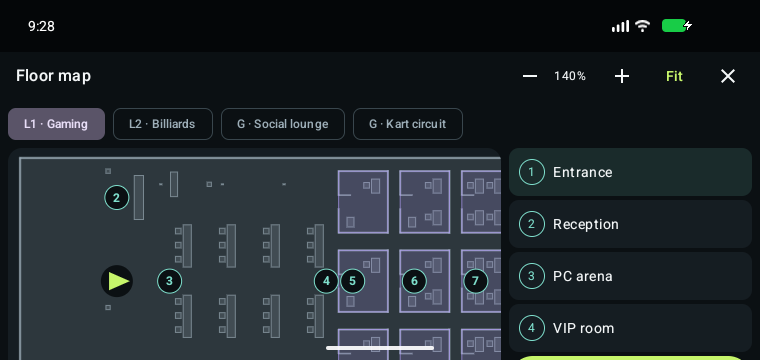 9:28
Floor map
140%
Fit
L1 · Gaming
L2 · Billiards
G · Social lounge
G · Kart circuit
1 Entrance
2 Reception
3 PC arena
4 VIP room
2
3
4
5
6
7